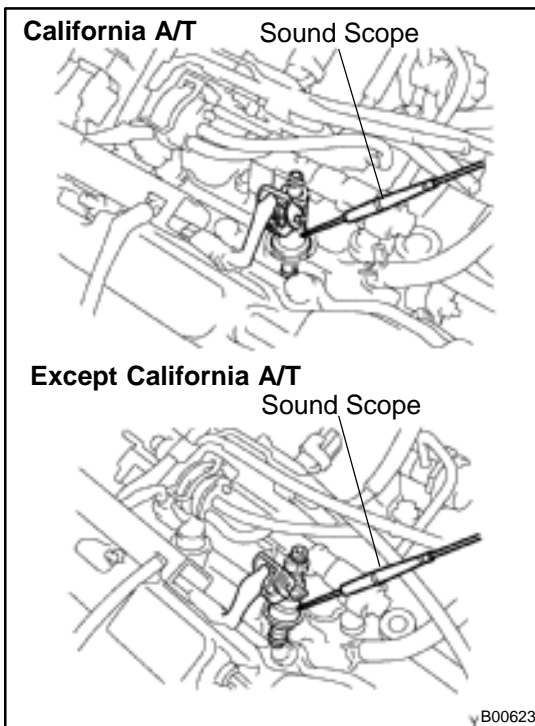 California A/T
Sound Scope
Except California A/T
Sound Scope
B00623